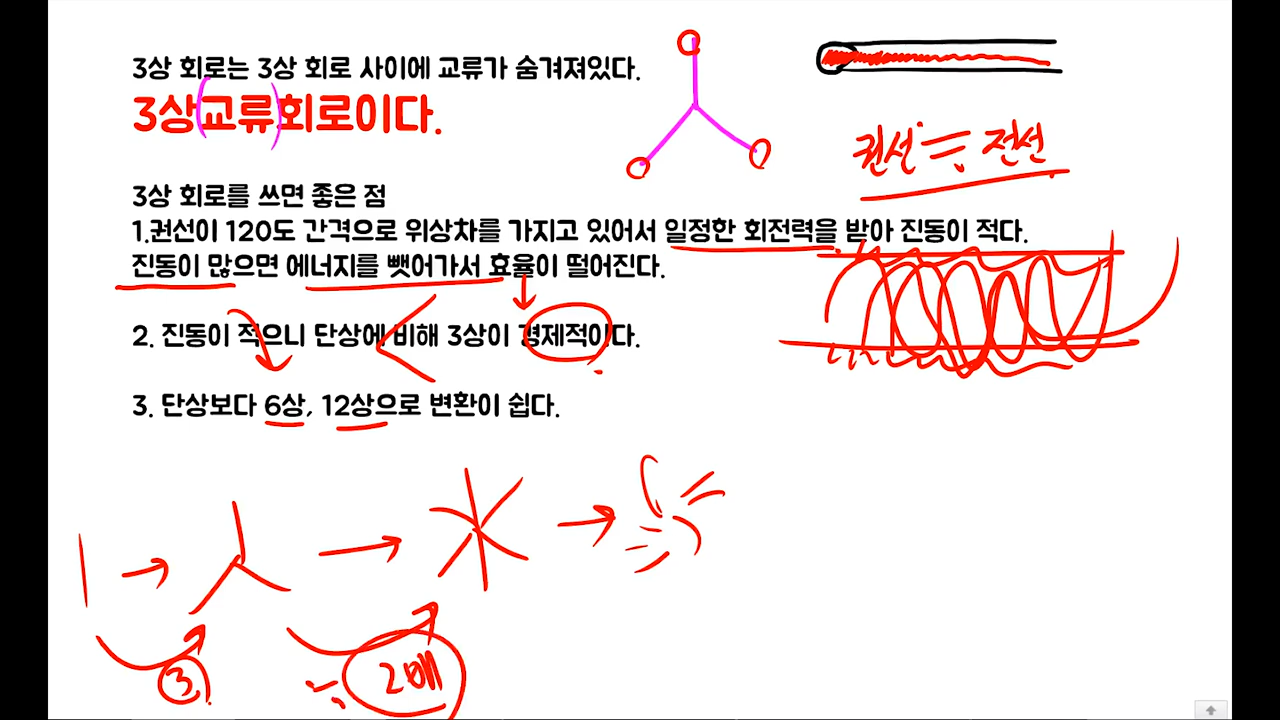 3상 회로는 3상 회로 사이에 교류가 숨겨져있다.
3상(교류)회로이다.
권선 = 전선
3상 회로를 쓰면 좋은 점
1.권선이 120도 간격으로 위상차를 가지고 있어서 일정한 회전력을 받아 진동이 적다.
진동이 많으면 에너지를 뺏어가서 효율이 떨어진다.
2. 진동이 적으니 단상에 비해 3상이 경제적이다.
3. 단상보다 6상, 12상으로 변환이 쉽다.
3
2배